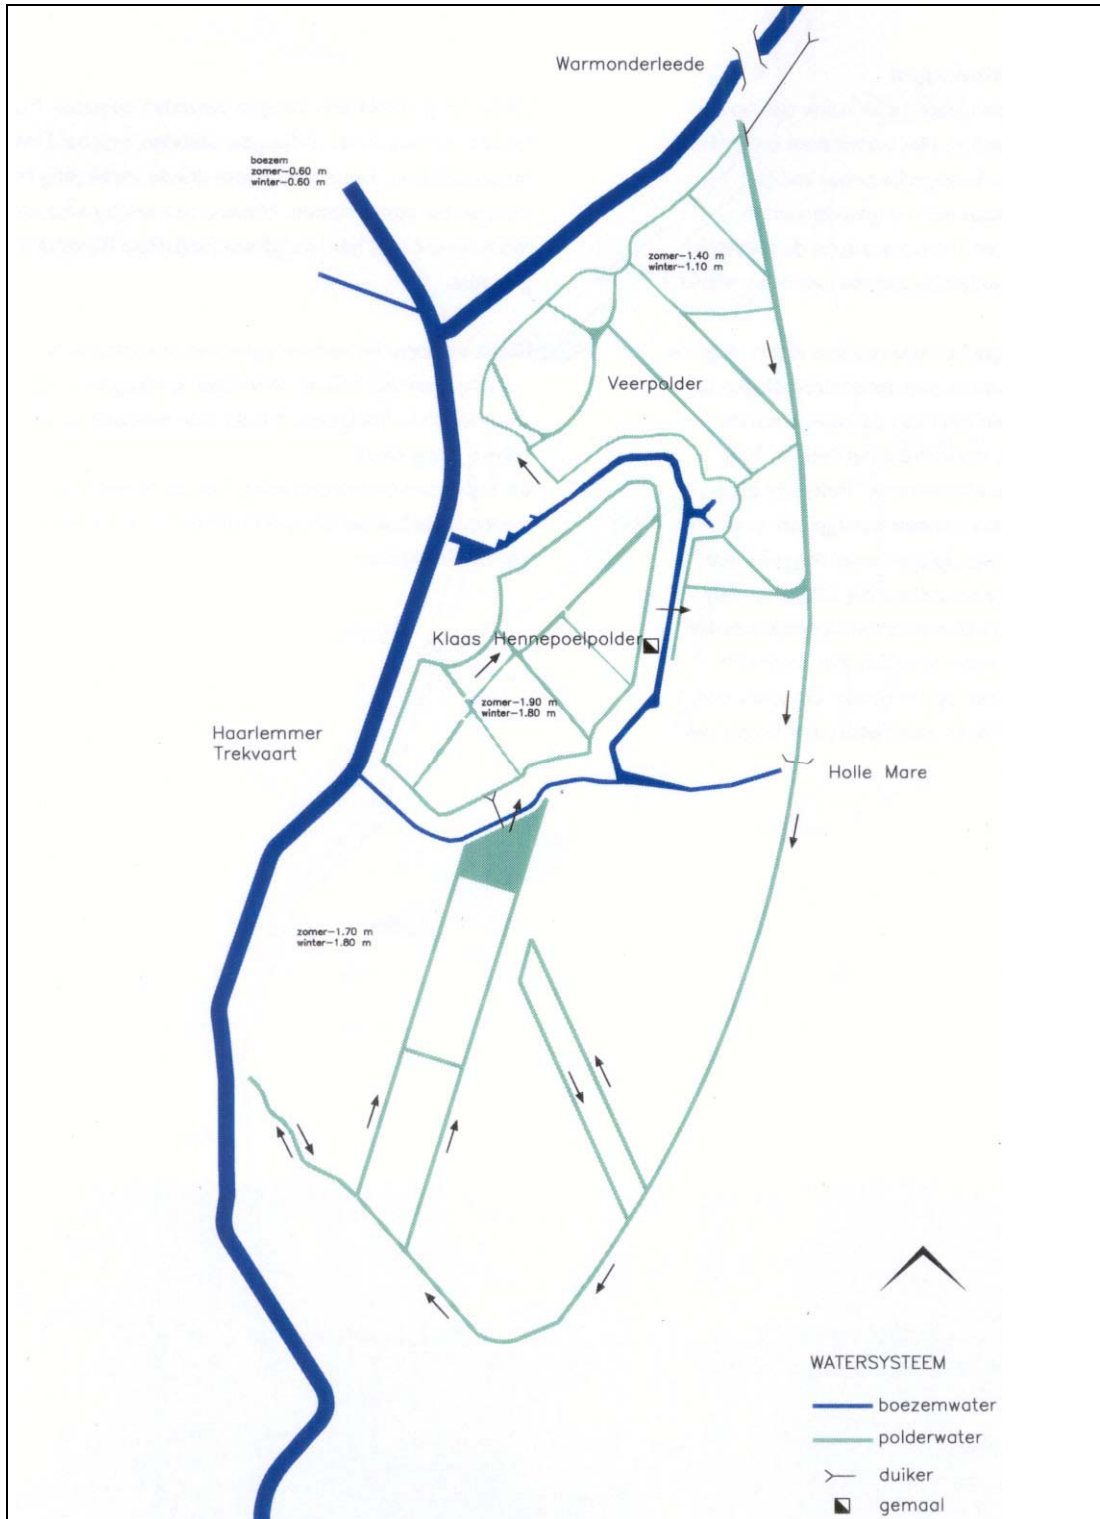 Warmonderleede
boezem
zomer-0.60 m
winter-0.60 m
zomer-1.40 m
winter-1.10 m
Veerpolder
Klaas Hennepoelpolder
zomer-1.90 m
winter-1.80 m
Haarlemmer
Trekvaart
Holle Mare
zomer-1.70 m
winter-1.80 m
WATERSYSTEEM
boezemwater
polderwater
duiker
gemaal